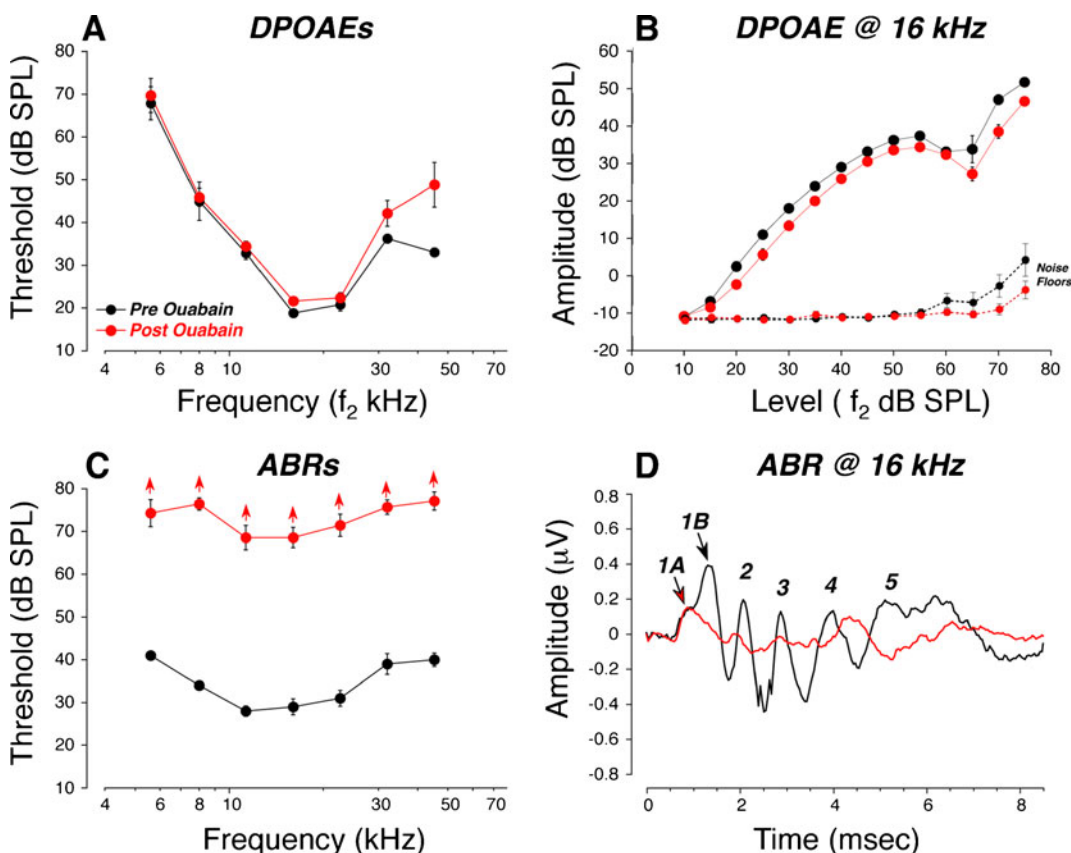 A DPOAEs
Threshold (dB SPL)
80
70
60
50
40
30
20
10
Pre Ouabain
Post Ouabain
4 6 8 10 20 30 50 70
Frequency (f2 kHz)
B DPOAE @ 16 kHz
Amplitude (dB SPL)
60
50
40
30
20
10
0
-10
-20
Noise
Floors
0 10 20 30 40 50 60 70 80
Level ( f2 dB SPL)
C ABRs
Threshold (dB SPL)
80
70
60
50
40
30
20
10
4 6 8 10 20 30 50 70
Frequency (kHz)
D ABR @ 16 kHz
Amplitude (μV)
0.8
0.6
0.4
0.2
0
-0.2
-0.4
-0.6
-0.8
1A 1B 2 3 4 5
0 2 4 6 8
Time (msec)